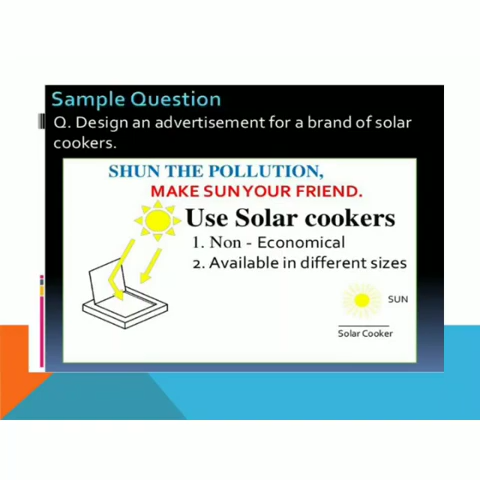 Sample Question
Q. Design an advertisement for a brand of solar
cookers.
SHUN THE POLLUTION,
MAKE SUN YOUR FRIEND.
Use Solar cookers
1. Non - Economical
2. Available in different sizes
SUN
Solar Cooker